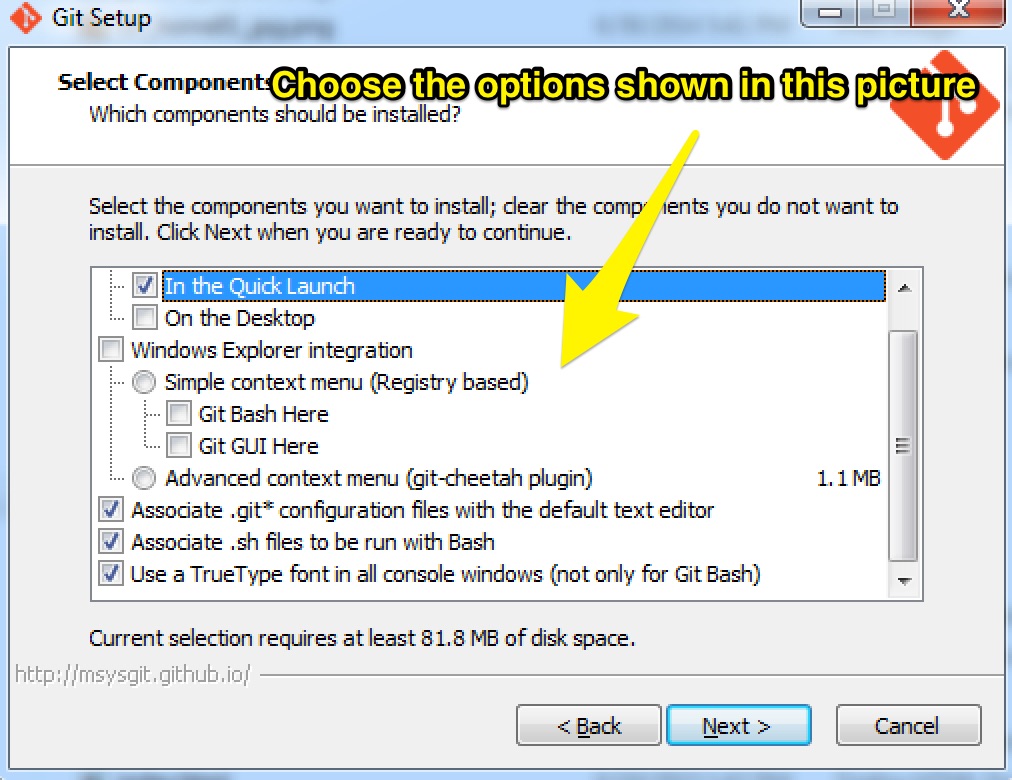 Git Setup
Select Components
Choose the options shown in this picture
Which components should be installed?
Select the components you want to install; clear the components you do not want to
install. Click Next when you are ready to continue.
In the Quick Launch
On the Desktop
Windows Explorer integration
Simple context menu (Registry based)
Git Bash Here
Git GUI Here
Advanced context menu (git-cheetah plugin) 1.1 MB
Associate .git* configuration files with the default text editor
Associate .sh files to be run with Bash
Use a TrueType font in all console windows (not only for Git Bash)
Current selection requires at least 81.8 MB of disk space.
http://msysgit.github.io/
< Back
Next >
Cancel